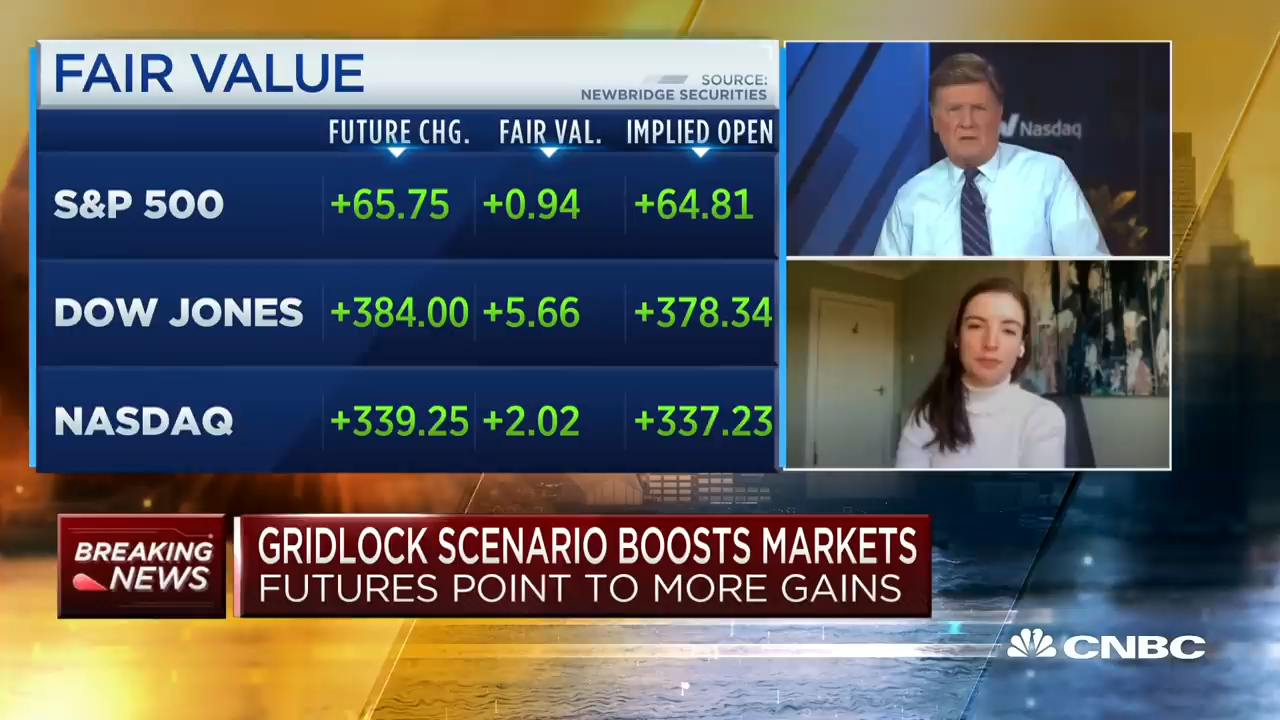 FAIR VALUE
SOURCE:
NEWBRIDGE SECURITIES
FUTURE CHG. FAIR VAL. IMPLIED OPEN
S&P 500 +65.75 +0.94 +64.81
DOW JONES +384.00 +5.66 +378.34
NASDAQ +339.25 +2.02 +337.23
Nasdaq
BREAKING
NEWS
GRIDLOCK SCENARIO BOOSTS MARKETS
FUTURES POINT TO MORE GAINS
CNBC